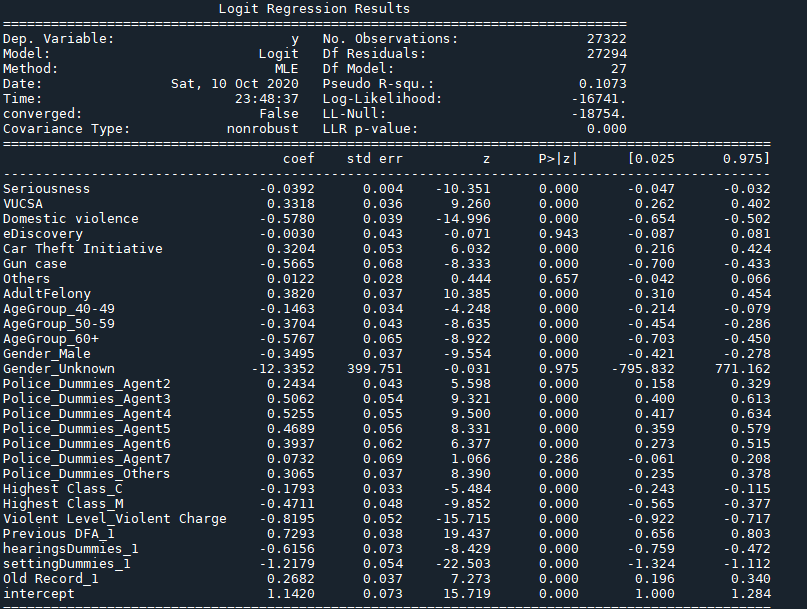 Logit Regression Results
==============================================================================
Dep. Variable: y No. Observations: 27322
Model: Logit Df Residuals: 27294
Method: MLE Df Model: 27
Date: Sat, 10 Oct 2020 Pseudo R-squ.: 0.1073
Time: 23:48:37 Log-Likelihood: -16741.
converged: False LL-Null: -18754.
Covariance Type: nonrobust LLR p-value: 0.000
================================================================================================
coef std err z P>|z| [0.025 0.975]
------------------------------------------------------------------------------------------------
Seriousness -0.0392 0.004 -10.351 0.000 -0.047 -0.032
VUCSA 0.3318 0.036 9.260 0.000 0.262 0.402
Domestic violence -0.5780 0.039 -14.996 0.000 -0.654 -0.502
eDiscovery -0.0030 0.043 -0.071 0.943 -0.087 0.081
Car Theft Initiative 0.3204 0.053 6.032 0.000 0.216 0.424
Gun case -0.5665 0.068 -8.333 0.000 -0.700 -0.433
Others 0.0122 0.028 0.444 0.657 -0.042 0.066
AdultFelony 0.3820 0.037 10.385 0.000 0.310 0.454
AgeGroup_40-49 -0.1463 0.034 -4.248 0.000 -0.214 -0.079
AgeGroup_50-59 -0.3704 0.043 -8.635 0.000 -0.454 -0.286
AgeGroup_60+ -0.5767 0.065 -8.922 0.000 -0.703 -0.450
Gender_Male -0.3495 0.037 -9.554 0.000 -0.421 -0.278
Gender_Unknown -12.3352 399.751 -0.031 0.975 -795.832 771.162
Police_Dummies_Agent2 0.2434 0.043 5.598 0.000 0.158 0.329
Police_Dummies_Agent3 0.5062 0.054 9.321 0.000 0.400 0.613
Police_Dummies_Agent4 0.5255 0.055 9.500 0.000 0.417 0.634
Police_Dummies_Agent5 0.4689 0.056 8.331 0.000 0.359 0.579
Police_Dummies_Agent6 0.3937 0.062 6.377 0.000 0.273 0.515
Police_Dummies_Agent7 0.0732 0.069 1.066 0.286 -0.061 0.208
Police_Dummies_Others 0.3065 0.037 8.390 0.000 0.235 0.378
Highest Class_C -0.1793 0.033 -5.484 0.000 -0.243 -0.115
Highest Class_M -0.4711 0.048 -9.852 0.000 -0.565 -0.377
Violent Level_Violent Charge -0.8195 0.052 -15.715 0.000 -0.922 -0.717
Previous DFA_1 0.7293 0.038 19.437 0.000 0.656 0.803
hearingsDummies_1 -0.6156 0.073 -8.429 0.000 -0.759 -0.472
settingDummies_1 -1.2179 0.054 -22.503 0.000 -1.324 -1.112
Old Record_1 0.2682 0.037 7.273 0.000 0.196 0.340
intercept 1.1420 0.073 15.719 0.000 1.000 1.284
================================================================================================